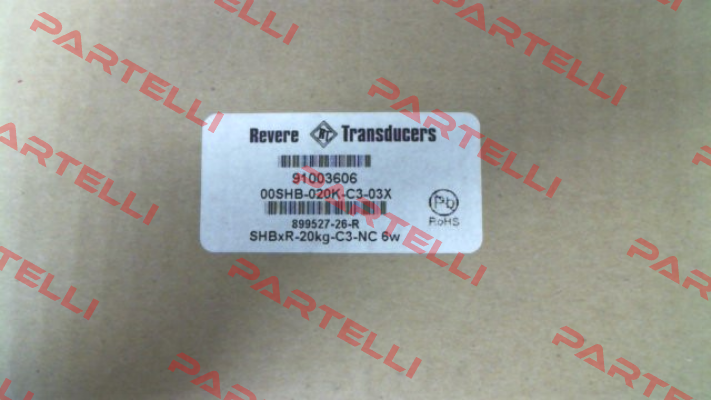 Revere RT Transducers
91003606
00SHB-020K-C3-03X
899527-26-R
SHBxR-20kg-C3-NC 6w
Pb
RoHS
PARTELLI
PARTELLI
PARTELLI
PARTELLI
PARTELLI
PARTELLI
PARTELLI
PARTELLI